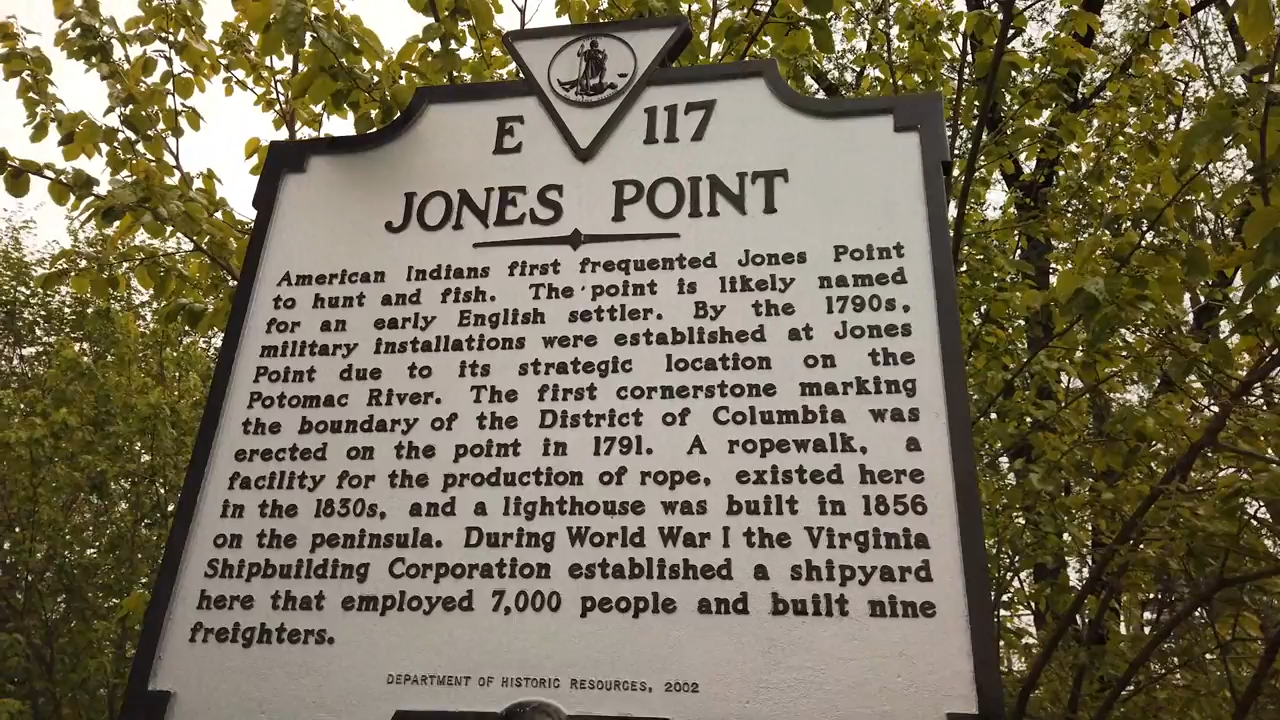 E 117
JONES POINT
American Indians first frequented Jones Point
to hunt and fish. The point is likely named
for an early English settler. By the 1790s,
military installations were established at Jones
Point due to its strategic location on the
Potomac River. The first cornerstone marking
the boundary of the District of Columbia was
erected on the point in 1791. A ropewalk, a
facility for the production of rope, existed here
in the 1830s, and a lighthouse was built in 1856
on the peninsula. During World War I the Virginia
Shipbuilding Corporation established a shipyard
here that employed 7,000 people and built nine
freighters.
DEPARTMENT OF HISTORIC RESOURCES, 2002